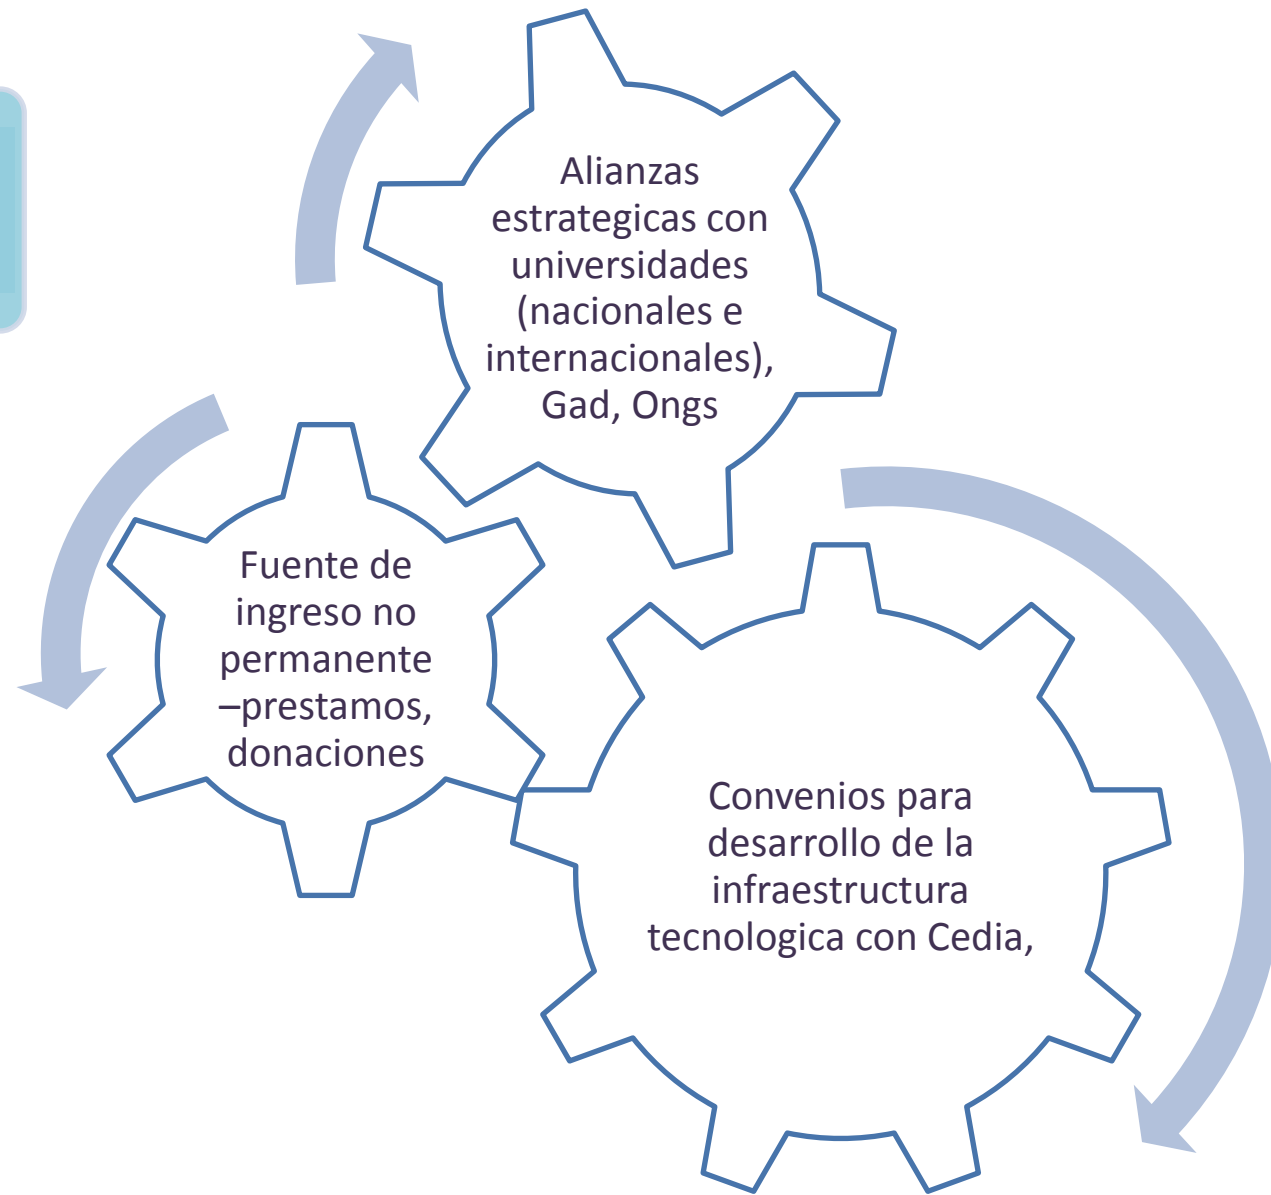 Alianzas
estrategicas con
universidades
(nacionales e
internacionales),
Gad, Ongs
Fuente de
ingreso no
permanente
–prestamos,
donaciones
Convenios para
desarrollo de la
infraestructura
tecnologica con Cedia,